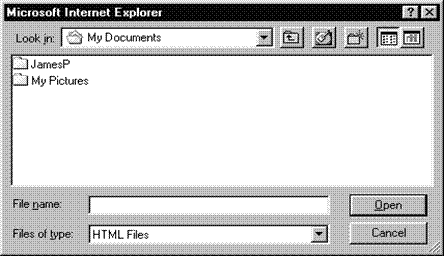 Microsoft Internet Explorer
Look in: My Documents
JamesP
My Pictures
File name: Open
Files of type: HTML Files Cancel